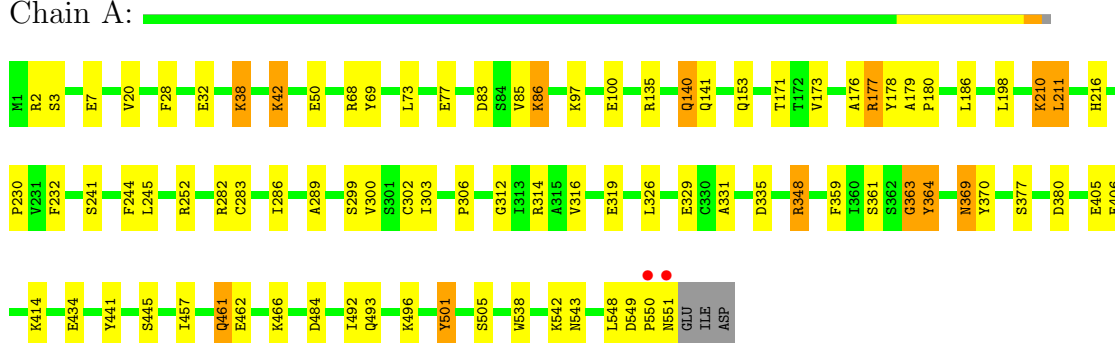 Chain A:
M1 R2 S3 E7 V20 F28 E32 K38 K42 E50 R68 Y69 L73 E77 D83 S84 V85 K86 K97 E100 R135 Q140 Q141 Q153 T171 T172 V173 A176 R177 Y178 A179 P180 L186 L198 K210 L211 H216
P230 V231 F232 S241 F244 L245 R252 R282 C283 I286 A289 S299 V300 S301 C302 I303 P306 G312 I313 R314 A315 V316 E319 L326 E329 C330 A331 D335 R348 F359 I360 S361 S362 G363 Y364 N369 Y370 S377 D380 E405
K414 E434 Y441 S445 I457 Q461 E462 K466 D484 I492 Q493 K496 Y501 S505 W538 K542 N543 L548 D549 P550 N551 GLU ILE ASP